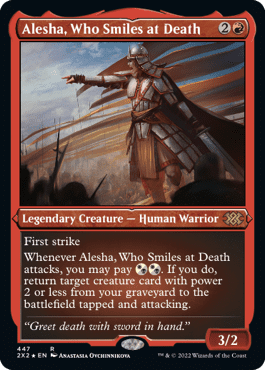 Alesha, Who Smiles at Death 2
Legendary Creature — Human Warrior
First strike
Whenever Alesha, Who Smiles at Death
attacks, you may pay . If you do,
return target creature card with power
2 or less from your graveyard to the
battlefield tapped and attacking.
“Greet death with sword in hand.”
3/2
447 R
2X2 ★ EN Anastasia Ovchinnikova
™ & © 2022 Wizards of the Coast